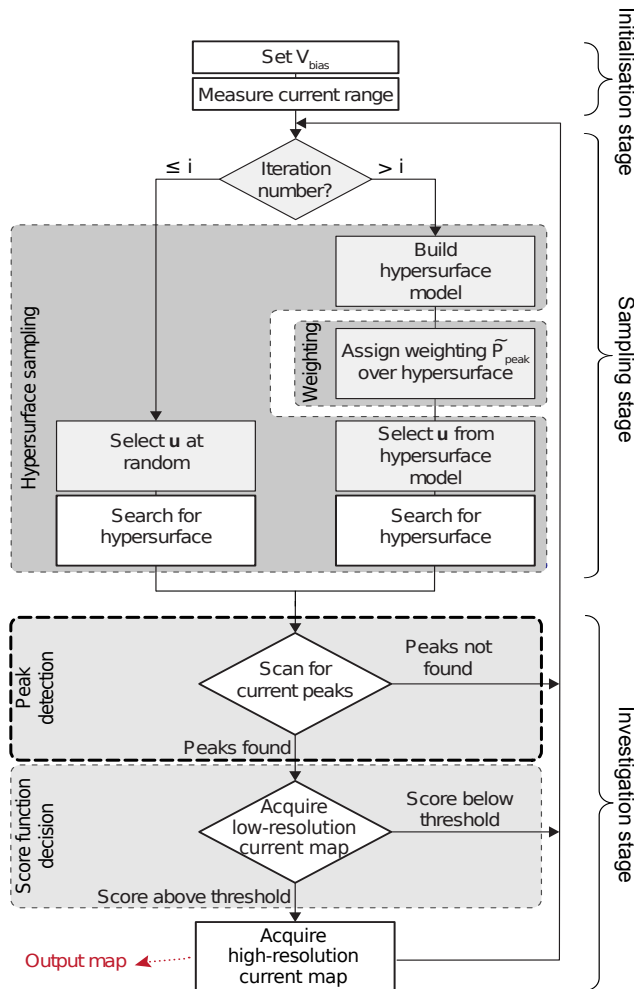 Set V_bias
Measure current range
Initialisation stage
≤ i
Iteration
number?
> i
Build
hypersurface
model
Weighting
Assign weighting P̃_peak
over hypersurface
Hypersurface sampling
Select u at
random
Select u from
hypersurface
model
Search for
hypersurface
Search for
hypersurface
Sampling stage
Peak
detection
Scan for
current peaks
Peaks not
found
Peaks found
Score function
decision
Acquire
low-resolution
current map
Score below
threshold
Score above threshold
Investigation stage
Acquire
high-resolution
current map
Output map